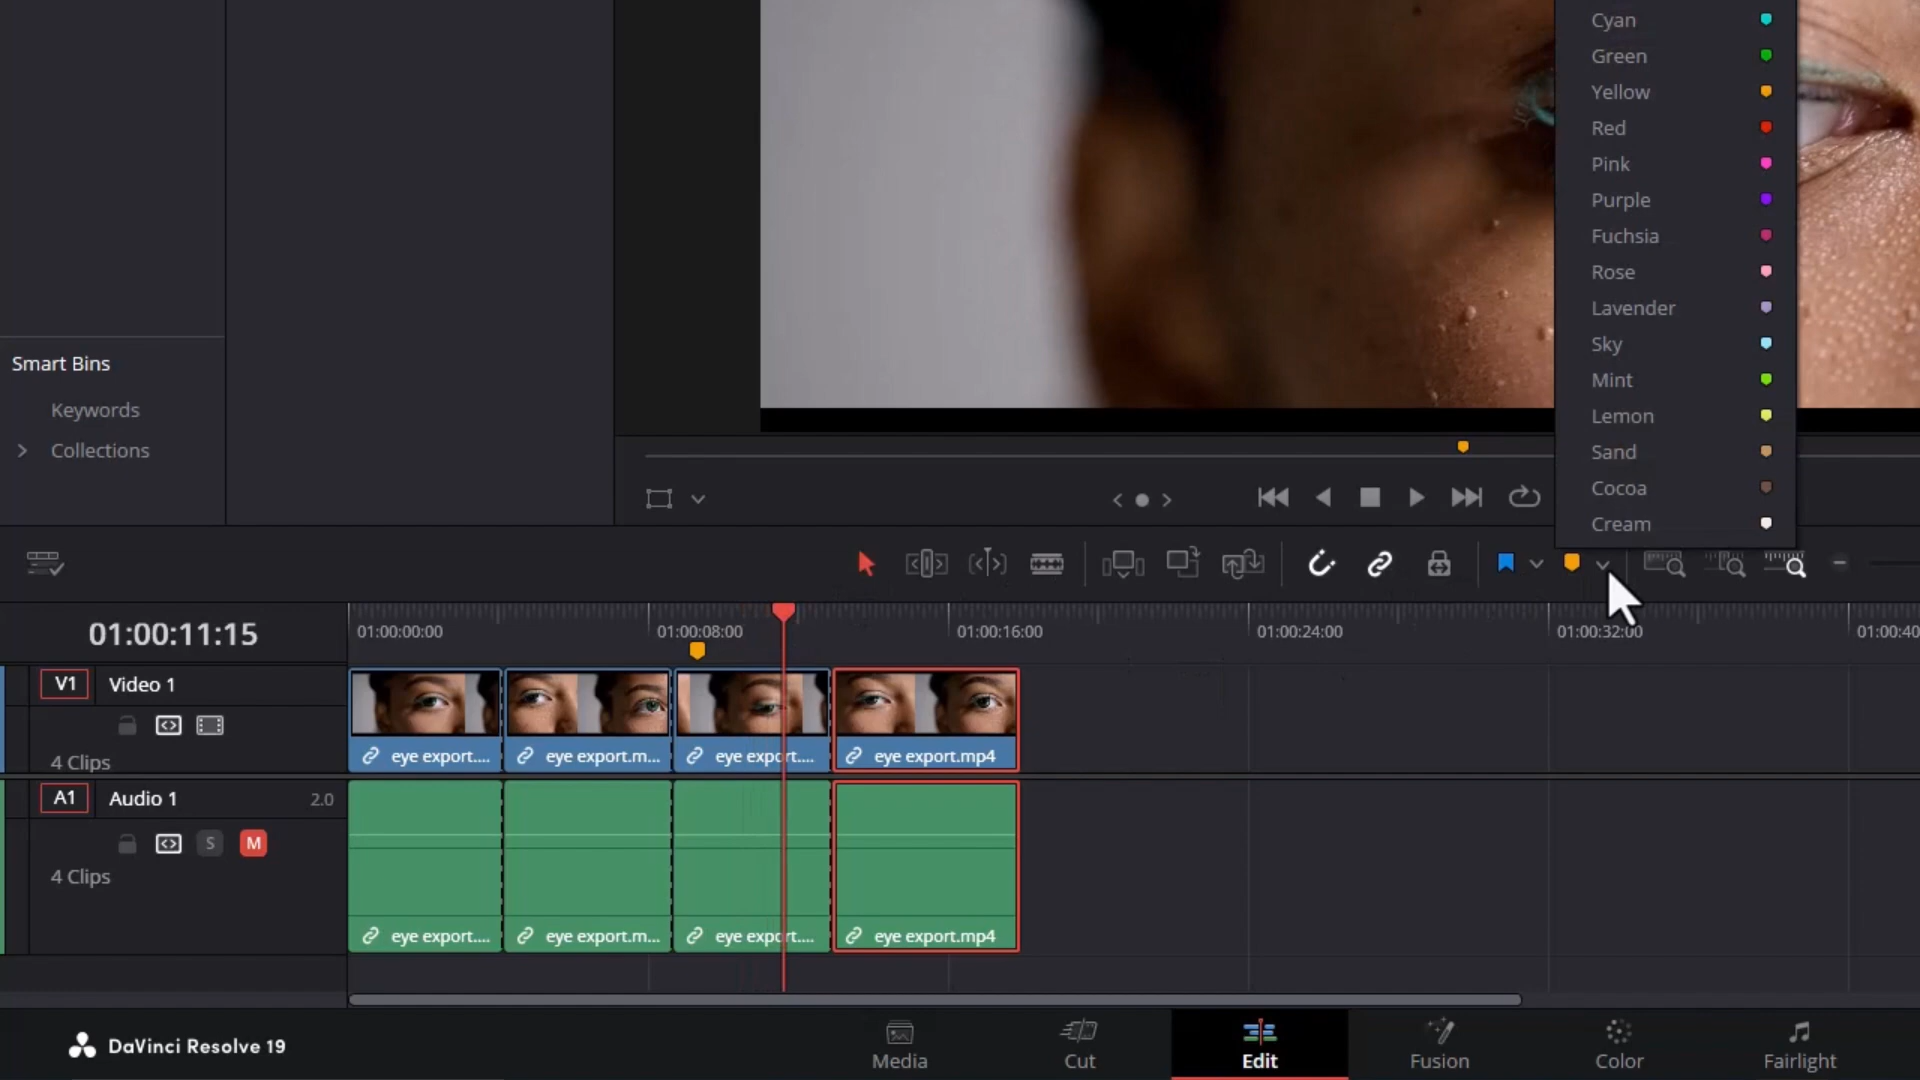 Cyan
Green
Yellow
Red
Pink
Purple
Fuchsia
Rose
Lavender
Sky
Mint
Lemon
Sand
Cocoa
Cream
Smart Bins
Keywords
Collections
01:00:11:15
01:00:00:00
01:00:08:00
01:00:16:00
01:00:24:00
01:00:32:00
01:00:40
V1 Video 1
4 Clips
eye export....
eye export.m...
eye export....
eye export.mp4
A1 Audio 1 2.0
S M
4 Clips
eye export....
eye export.m...
eye export....
eye export.mp4
DaVinci Resolve 19
Media
Cut
Edit
Fusion
Color
Fairlight